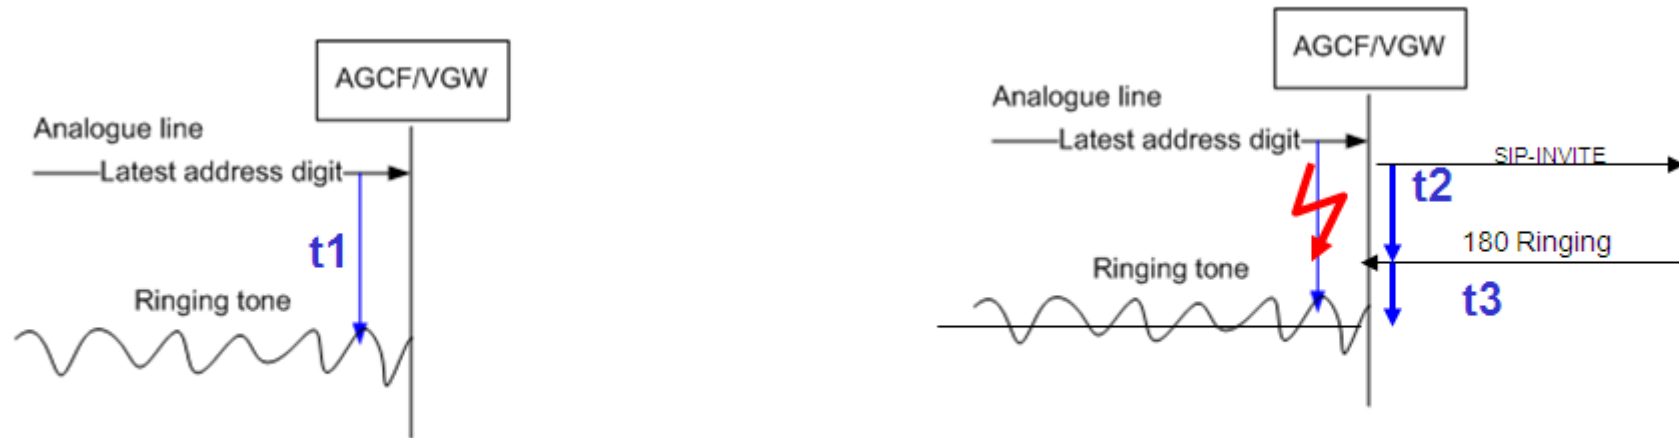 AGCF/VGW
Analogue line
Latest address digit
t1
Ringing tone
AGCF/VGW
Analogue line
Latest address digit
SIP-INVITE
t2
180 Ringing
Ringing tone
t3